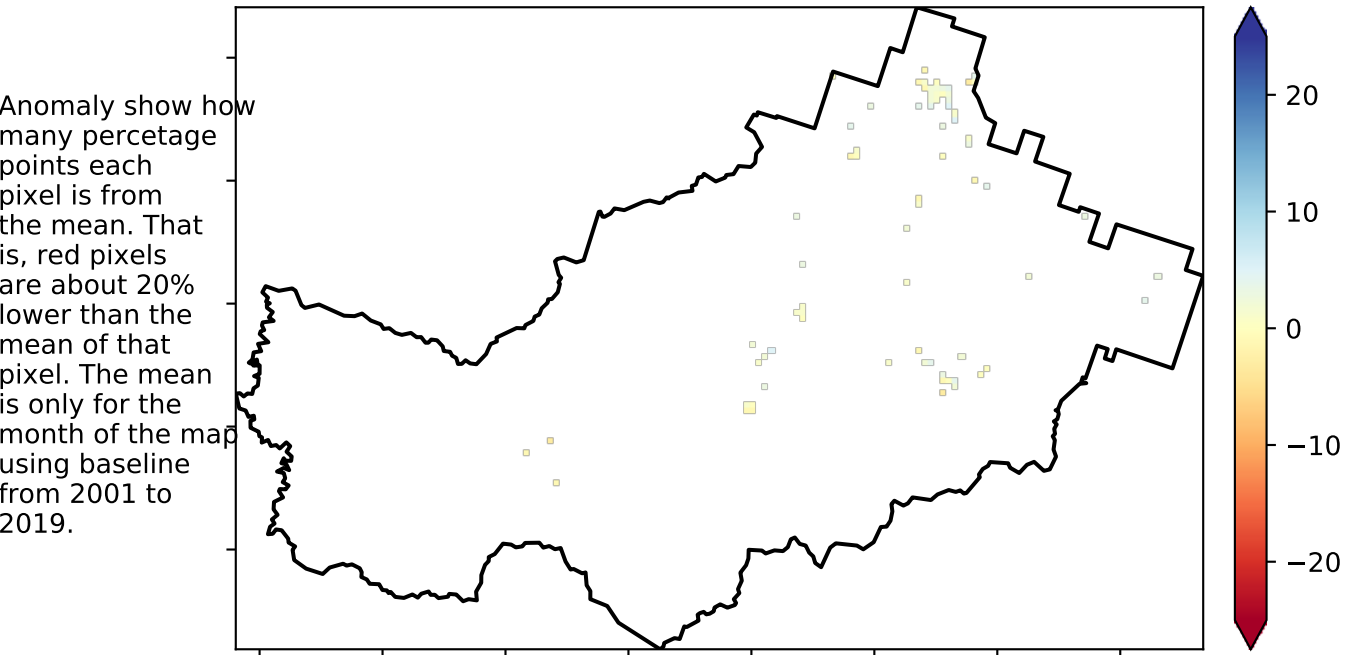 Anomaly show how
many percetage
points each
pixel is from
the mean. That
is, red pixels
are about 20%
lower than the
mean of that
pixel. The mean
is only for the
month of the map
using baseline
from 2001 to
2019.
20
10
0
−10
−20